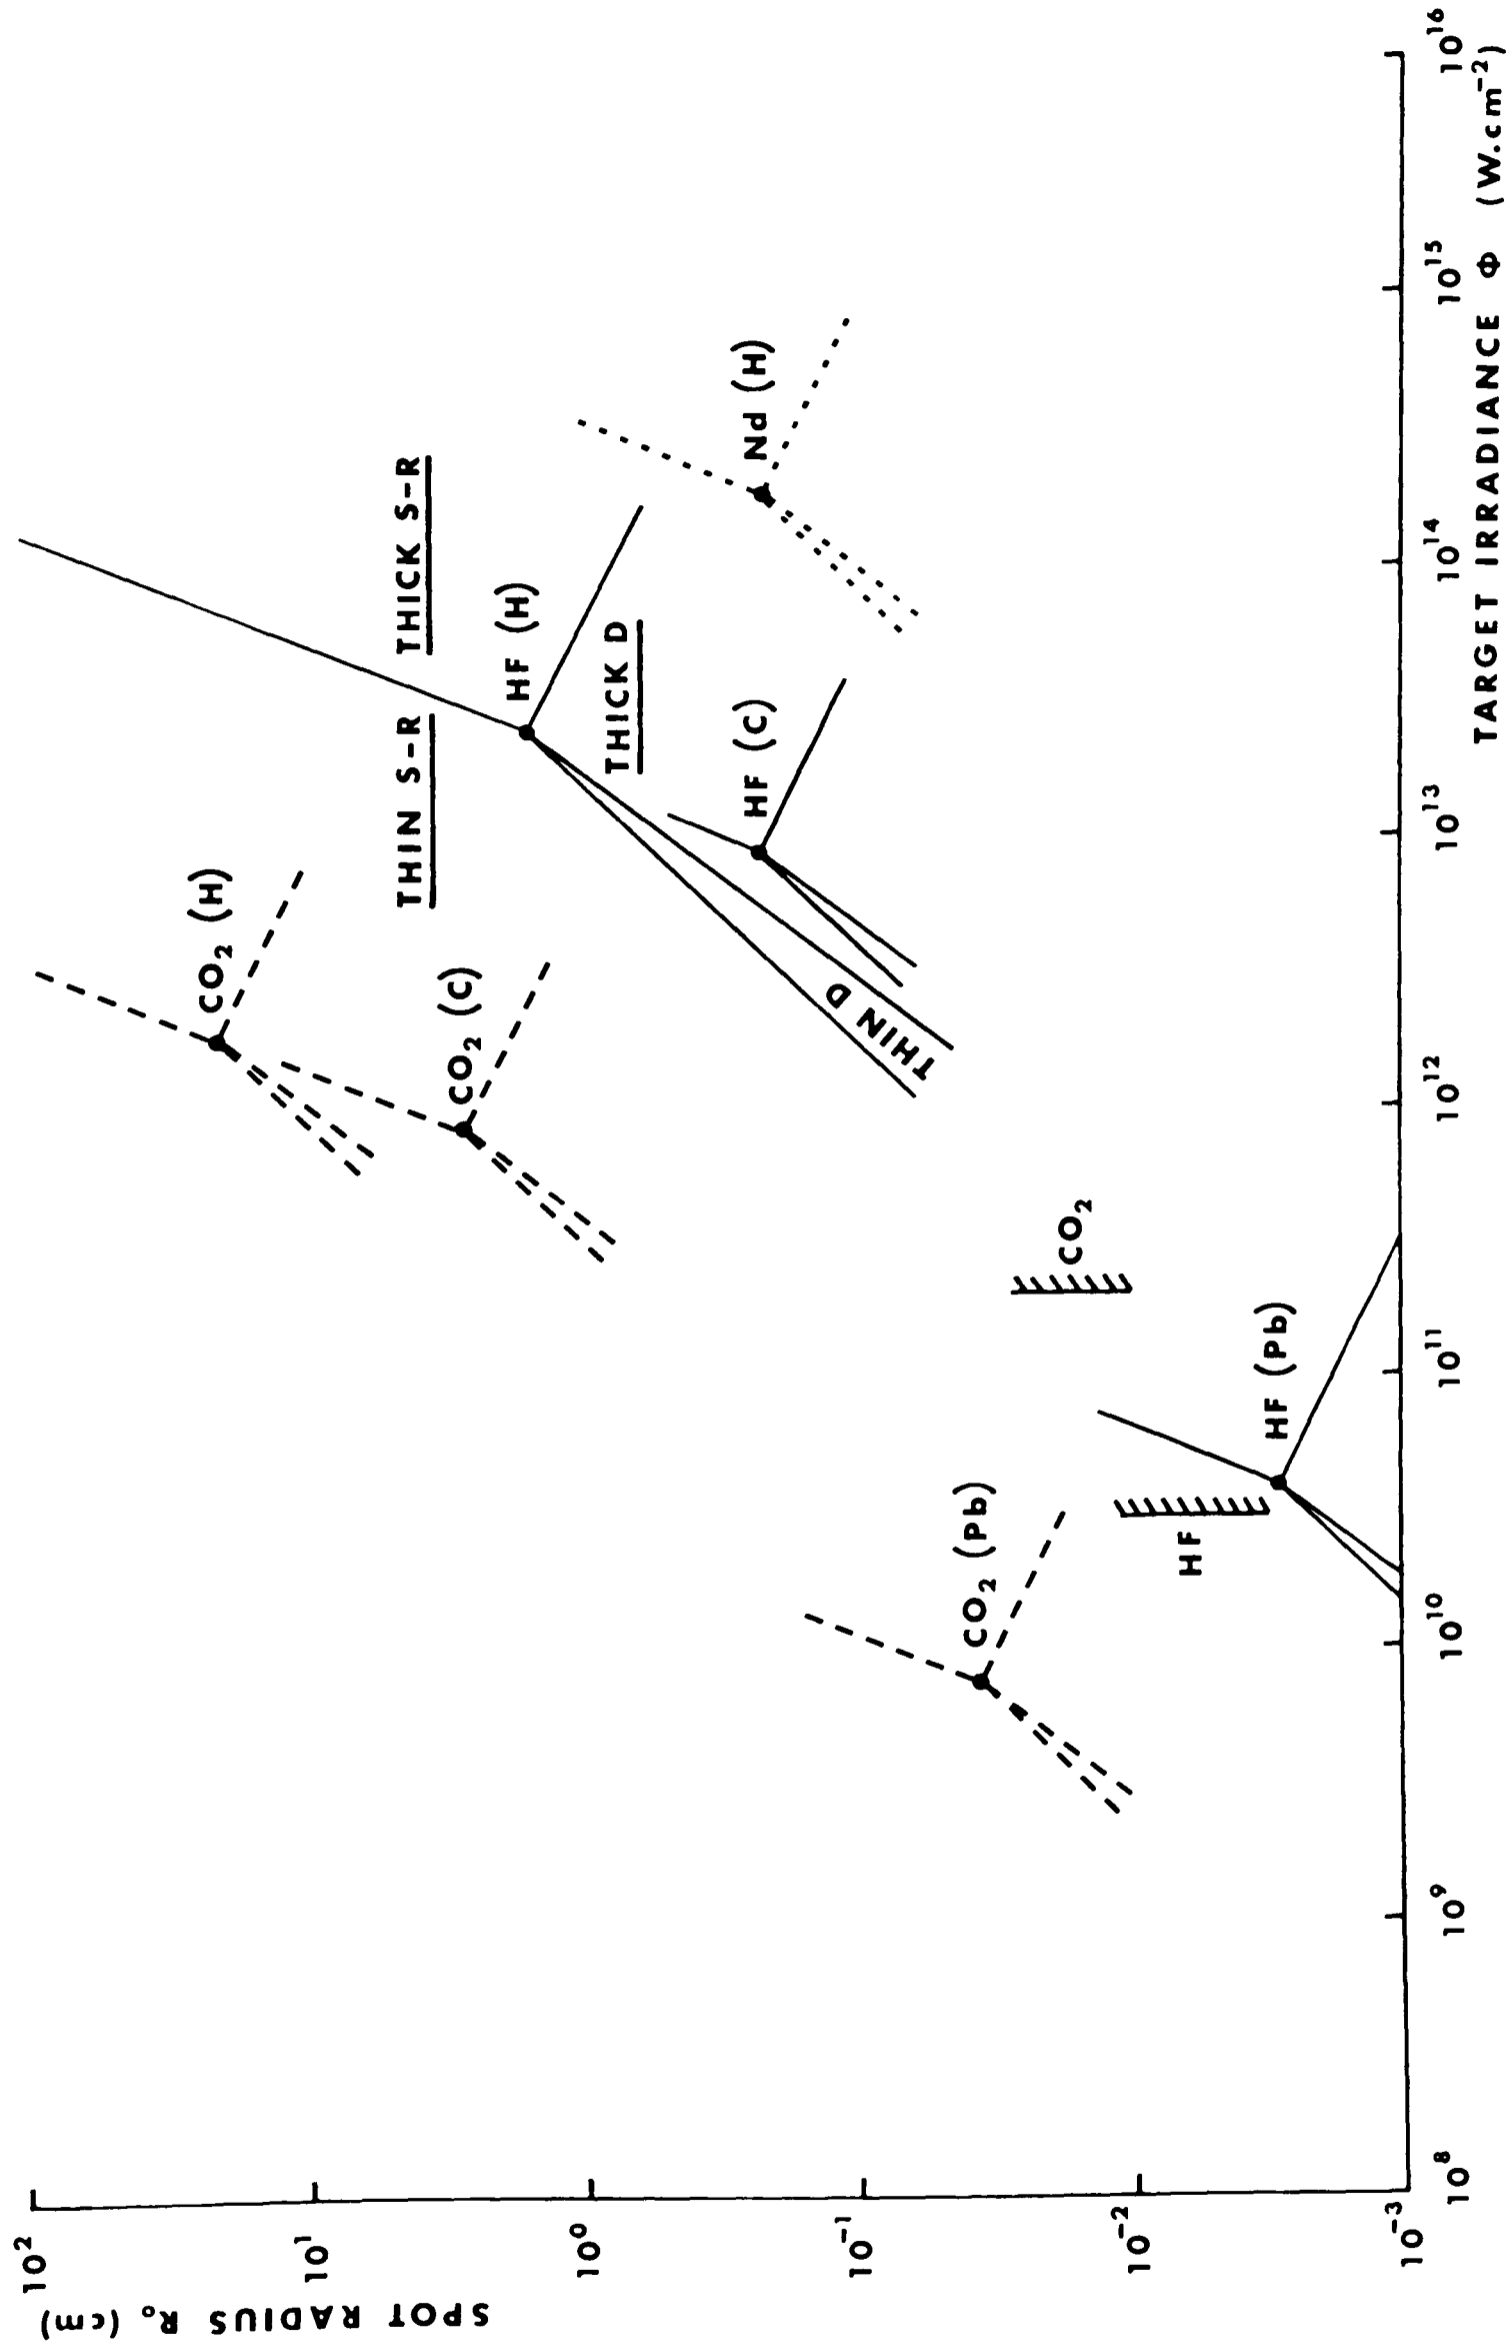 SPOT RADIUS R₀ (cm)
10²
10¹
10⁰
10⁻¹
10⁻²
10⁻³
CO₂ (H)
CO₂ (C)
THIN S-R
THICK S-R
HF (H)
THICK D
THIN D
HF (C)
Nd (H)
CO₂ (Pb)
CO₂
HF
HF (Pb)
10⁸
10⁹
10¹⁰
10¹¹
10¹²
10¹³
10¹⁴
10¹⁵
10¹⁶
TARGET IRRADIANCE Φ (W.cm⁻²)